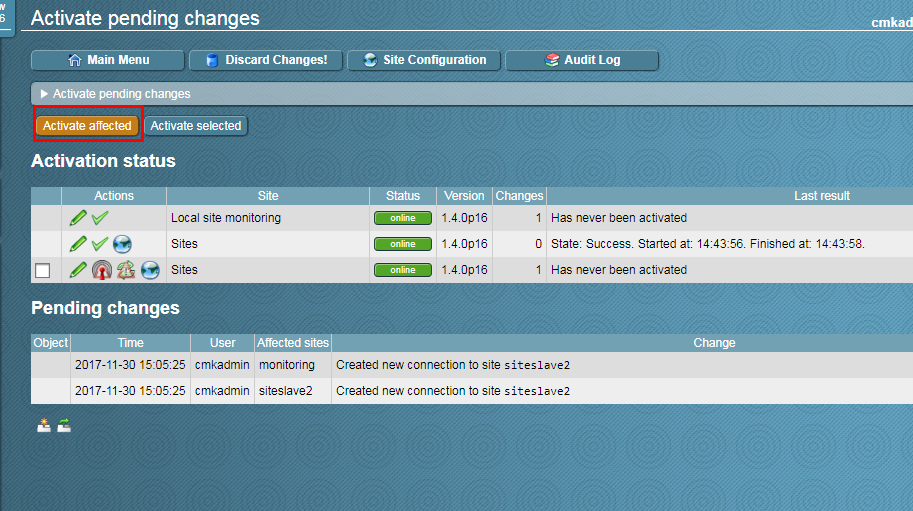 w
Activate pending changes
6
cmkad
Main Menu Discard Changes! Site Configuration Audit Log
Activate pending changes
Activate affected Activate selected
Activation status
Actions Site Status Version Changes Last result
Local site monitoring online 1.4.0p16 1 Has never been activated
Sites online 1.4.0p16 0 State: Success. Started at: 14:43:56. Finished at: 14:43:58.
Sites online 1.4.0p16 1 Has never been activated
Pending changes
Object Time User Affected sites Change
2017-11-30 15:05:25 cmkadmin monitoring Created new connection to site siteslave2
2017-11-30 15:05:25 cmkadmin siteslave2 Created new connection to site siteslave2